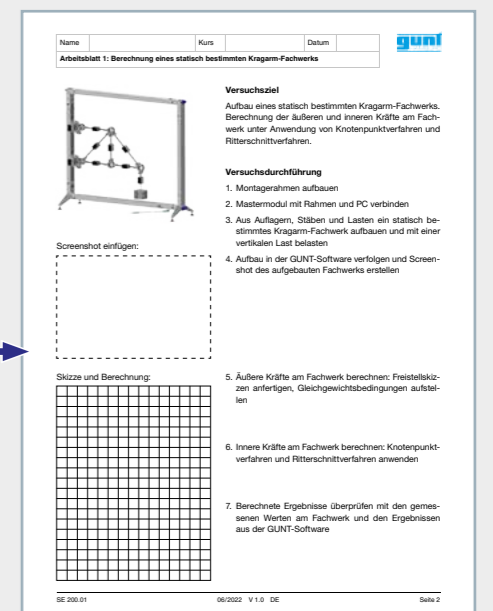 Name Kurs Datum
gunt
Arbeitsblatt 1: Berechnung eines statisch bestimmten Kragarm-Fachwerks
Versuchsziel
Aufbau eines statisch bestimmten Kragarm-Fachwerks.
Berechnung der äußeren und inneren Kräfte am Fach-
werk unter Anwendung von Knotenpunktverfahren und
Ritterschnittverfahren.
Versuchsdurchführung
1. Montagerahmen aufbauen
2. Mastermodul mit Rahmen und PC verbinden
3. Aus Auflagern, Stäben und Lasten ein statisch be-
stimmtes Kragarm-Fachwerk aufbauen und mit einer
vertikalen Last belasten
4. Aufbau in der GUNT-Software verfolgen und Screen-
shot des aufgebauten Fachwerks erstellen
Screenshot einfügen:
Skizze und Berechnung:
5. Äußere Kräfte am Fachwerk berechnen: Freistellskiz-
zen anfertigen, Gleichgewichtsbedingungen aufstel-
len
6. Innere Kräfte am Fachwerk berechnen: Knotenpunkt-
verfahren und Ritterschnittverfahren anwenden
7. Berechnete Ergebnisse überprüfen mit den gemes-
senen Werten am Fachwerk und den Ergebnissen
aus der GUNT-Software
SE 200.01 06/2022 V 1.0 DE Seite 2